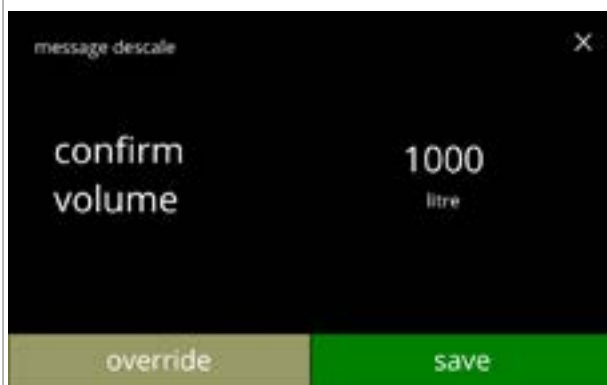 message descale
confirm
volume
1000
litre
override
save